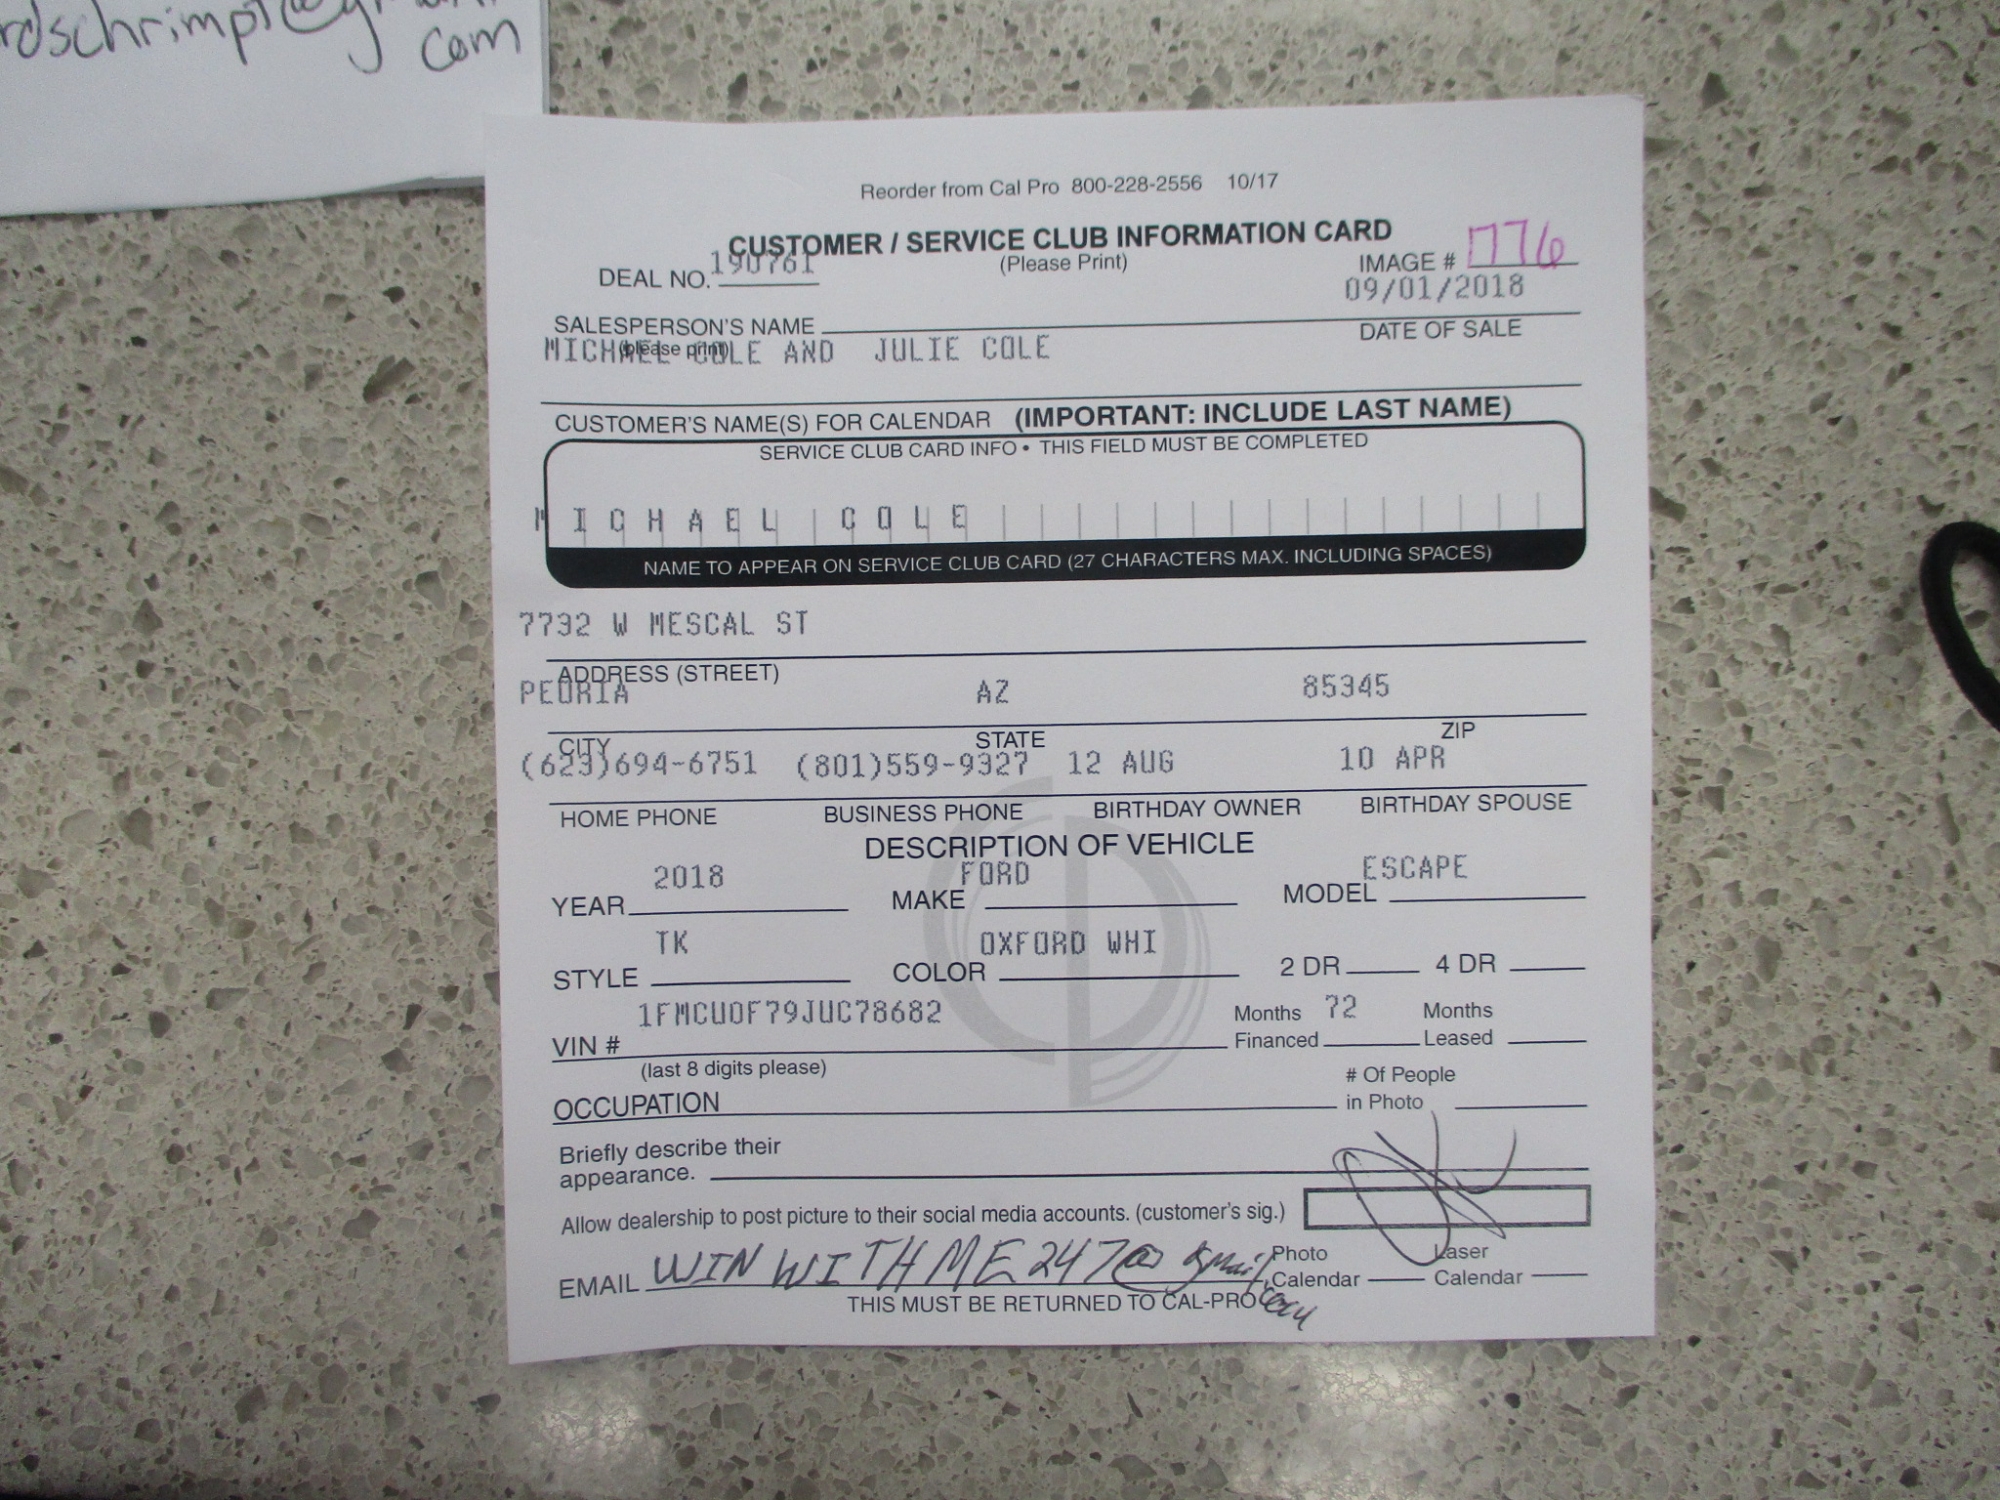 rdschrimpf@gmail.
com
Reorder from Cal Pro 800-228-2556 10/17
CUSTOMER / SERVICE CLUB INFORMATION CARD
(Please Print)
DEAL NO. 190761
IMAGE # 776
09/01/2018
SALESPERSON'S NAME
DATE OF SALE
(please print)
MICHAEL COLE AND JULIE COLE
CUSTOMER'S NAME(S) FOR CALENDAR (IMPORTANT: INCLUDE LAST NAME)
SERVICE CLUB CARD INFO • THIS FIELD MUST BE COMPLETED
MICHAEL COLE
NAME TO APPEAR ON SERVICE CLUB CARD (27 CHARACTERS MAX. INCLUDING SPACES)
7732 W MESCAL ST
ADDRESS (STREET)
PEORIA AZ 85345
CITY STATE ZIP
(623)694-6751 (801)559-9327 12 AUG 10 APR
HOME PHONE BUSINESS PHONE BIRTHDAY OWNER BIRTHDAY SPOUSE
DESCRIPTION OF VEHICLE
2018 FORD ESCAPE
YEAR MAKE MODEL
TK OXFORD WHI
STYLE COLOR 2 DR 4 DR
1FMCU0F79JUC78682
VIN #
(last 8 digits please)
Months 72 Months
Financed Leased
OCCUPATION
# Of People
in Photo
Briefly describe their
appearance.
Allow dealership to post picture to their social media accounts. (customer's sig.)
EMAIL WINWITHME247@gmail.com
Photo Laser
Calendar Calendar
THIS MUST BE RETURNED TO CAL-PRO